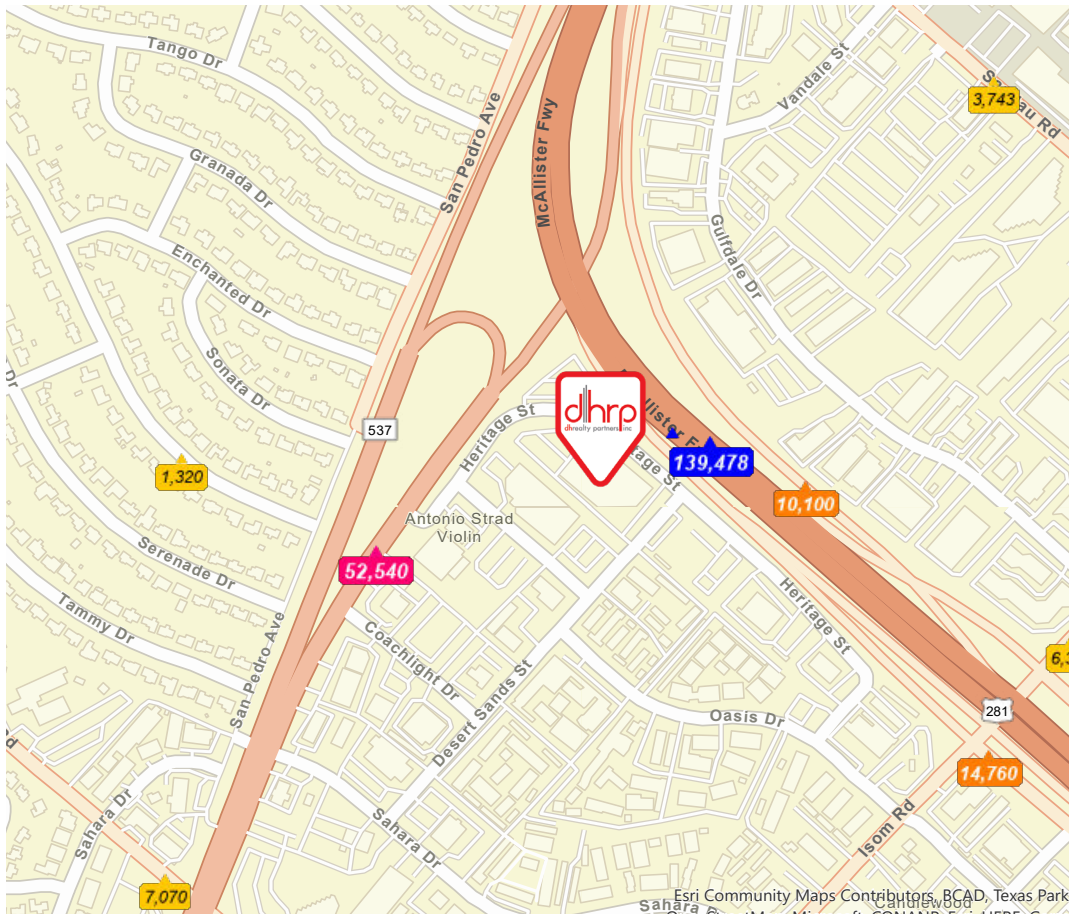 Tango Dr
San Pedro Ave
McAllister Fwy
Vandale St
3,743
Granada Dr
Gulfdale Dr
Enchanted Dr
Sonata Dr
Dr
537
dhrp
dhrealty partners, inc
Heritage St
139,478
10,100
1,320
Antonio Strad
Violin
52,540
Serenade Dr
Tammy Dr
Coachlight Dr
Heritage St
San Pedro Ave
Desert Sands St
Oasis Dr
281
14,760
Isom Rd
Sahara Dr
Sahara Dr
7,070
Esri Community Maps Contributors, BCAD, Texas Park